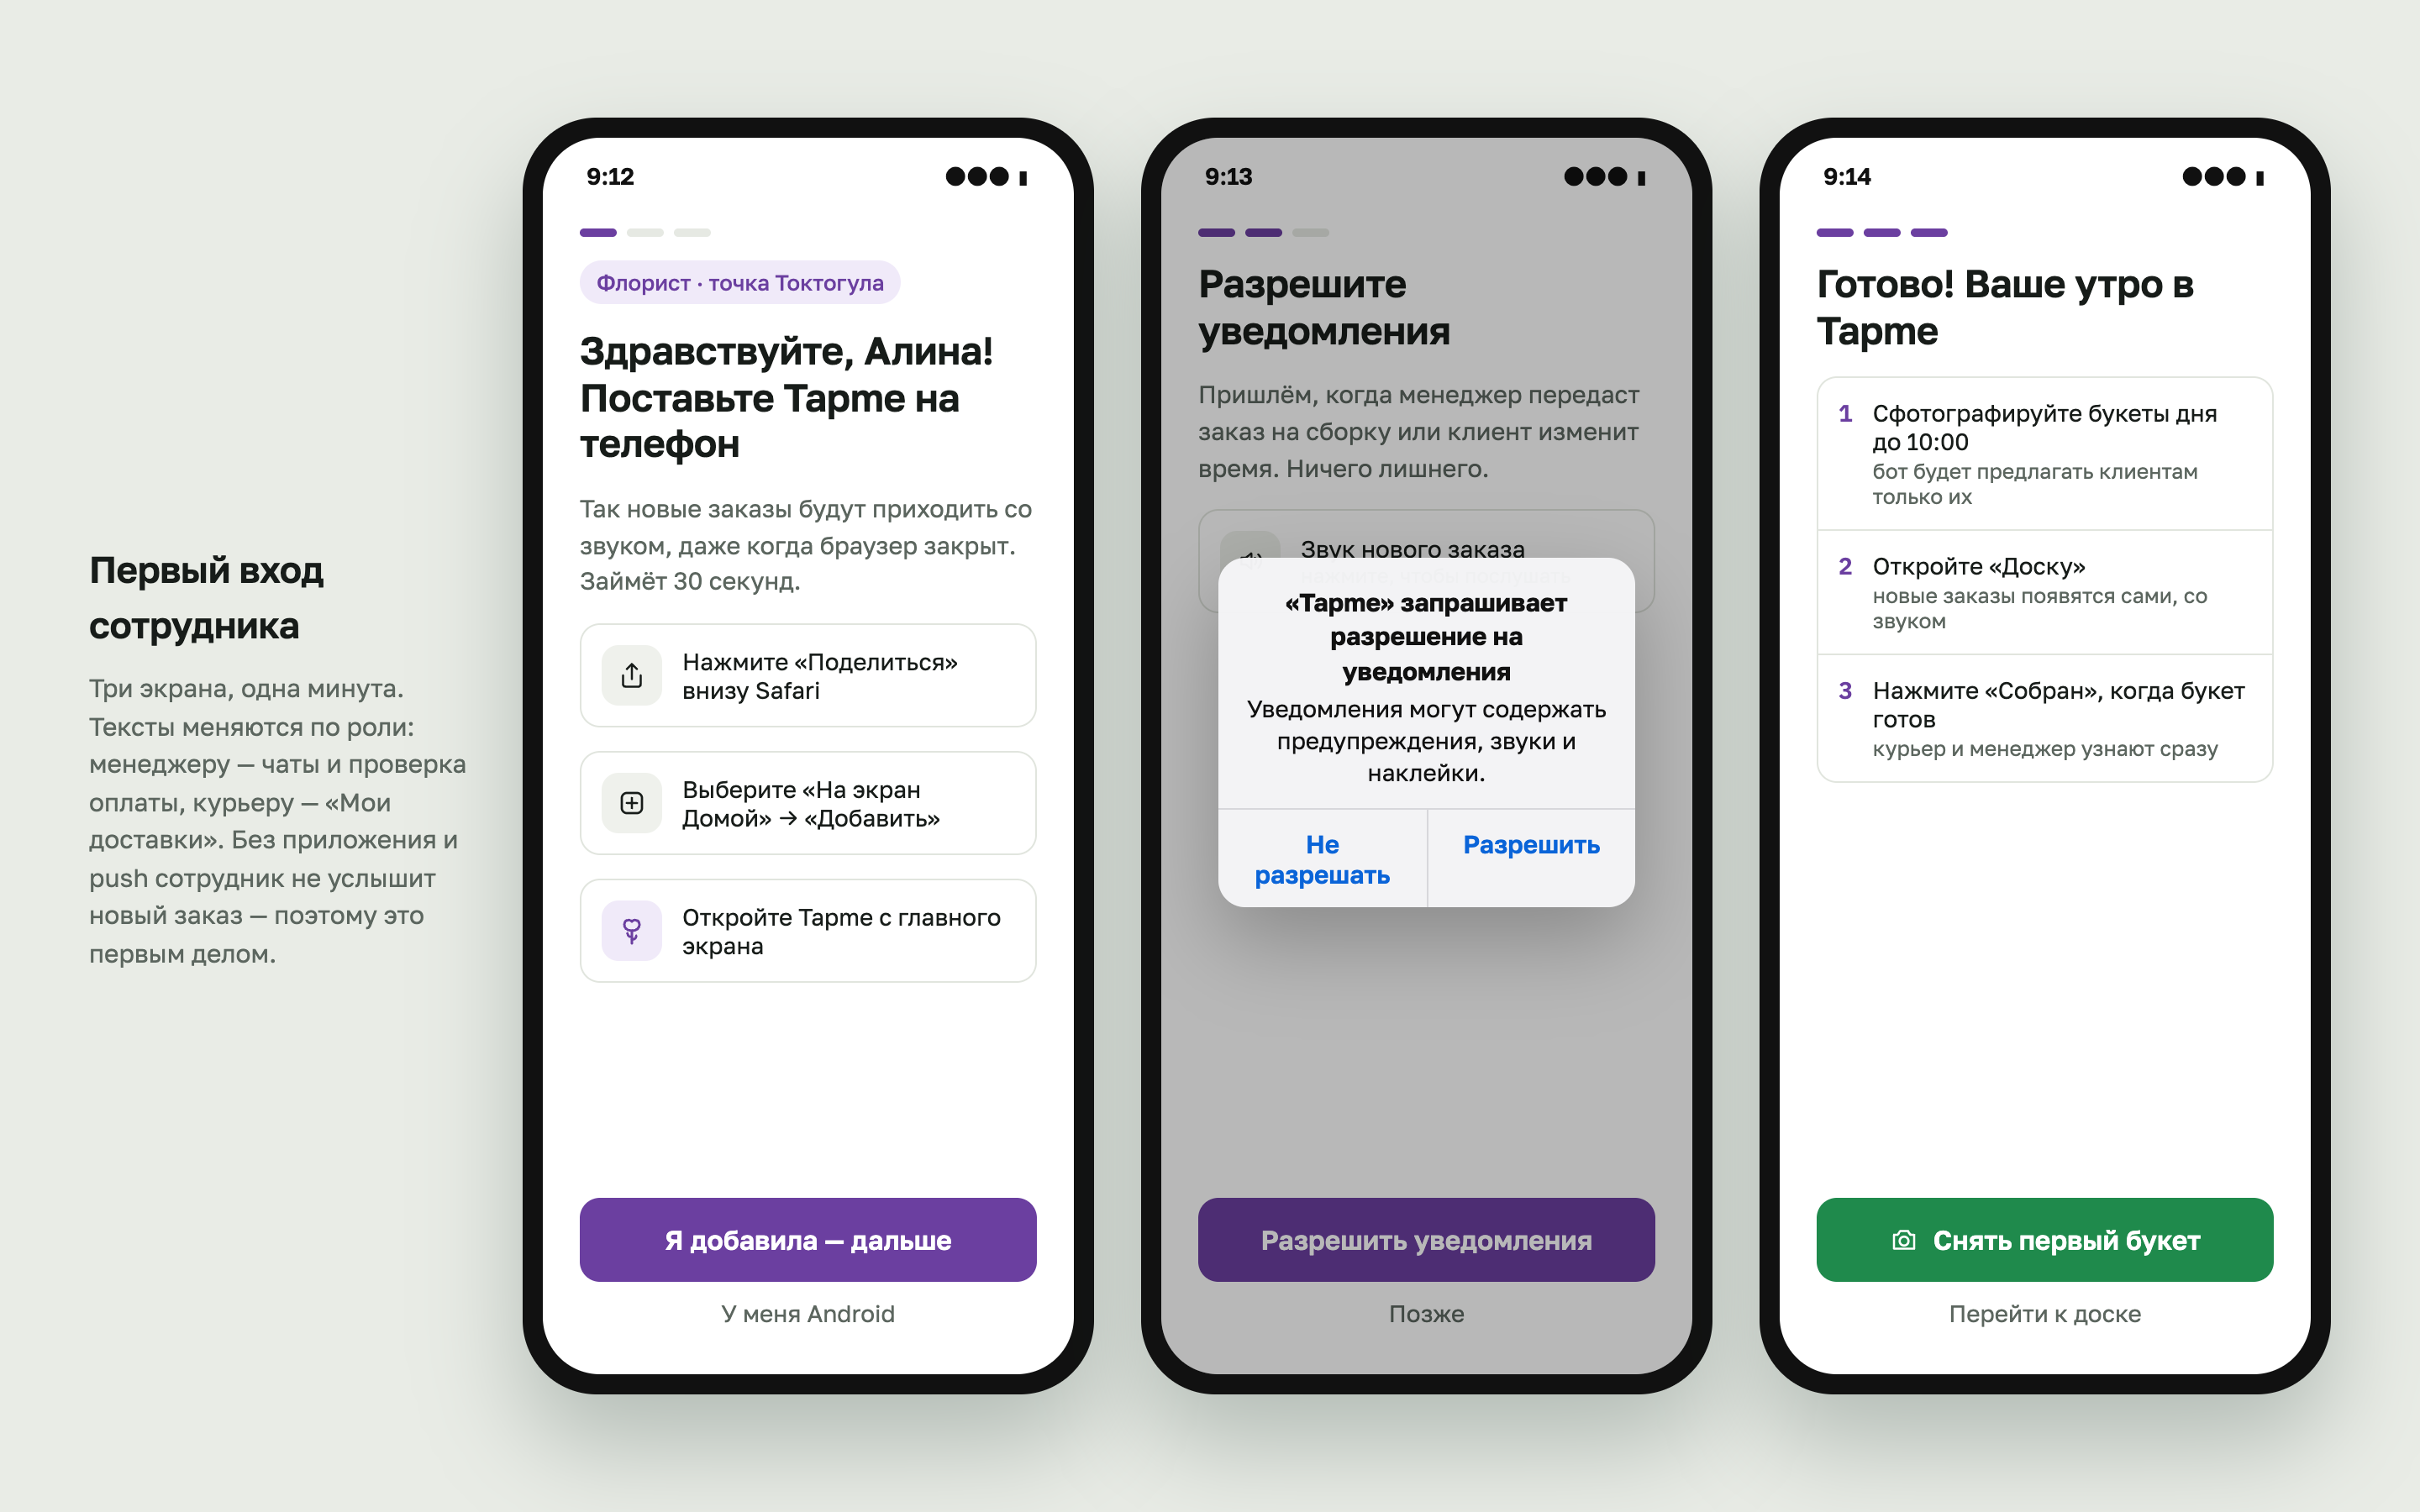 Первый вход
сотрудника
Три экрана, одна минута.
Тексты меняются по роли:
менеджеру — чаты и проверка
оплаты, курьеру — «Мои
доставки». Без приложения и
push сотрудник не услышит
новый заказ — поэтому это
первым делом.
9:12
Флорист · точка Токтогула
Здравствуйте, Алина!
Поставьте Tapme на
телефон
Так новые заказы будут приходить со
звуком, даже когда браузер закрыт.
Займёт 30 секунд.
Нажмите «Поделиться»
внизу Safari
Выберите «На экран
Домой» → «Добавить»
Откройте Tapme с главного
экрана
Я добавила — дальше
У меня Android
9:13
Разрешите
уведомления
Пришлём, когда менеджер передаст
заказ на сборку или клиент изменит
время. Ничего лишнего.
Звук нового заказа
«Tapme» запрашивает
разрешение на
уведомления
Уведомления могут содержать
предупреждения, звуки и
наклейки.
Не
разрешать
Разрешить
Разрешить уведомления
Позже
9:14
Готово! Ваше утро в
Tapme
1 Сфотографируйте букеты дня
до 10:00
бот будет предлагать клиентам
только их
2 Откройте «Доску»
новые заказы появятся сами, со
звуком
3 Нажмите «Собран», когда букет
готов
курьер и менеджер узнают сразу
Снять первый букет
Перейти к доске